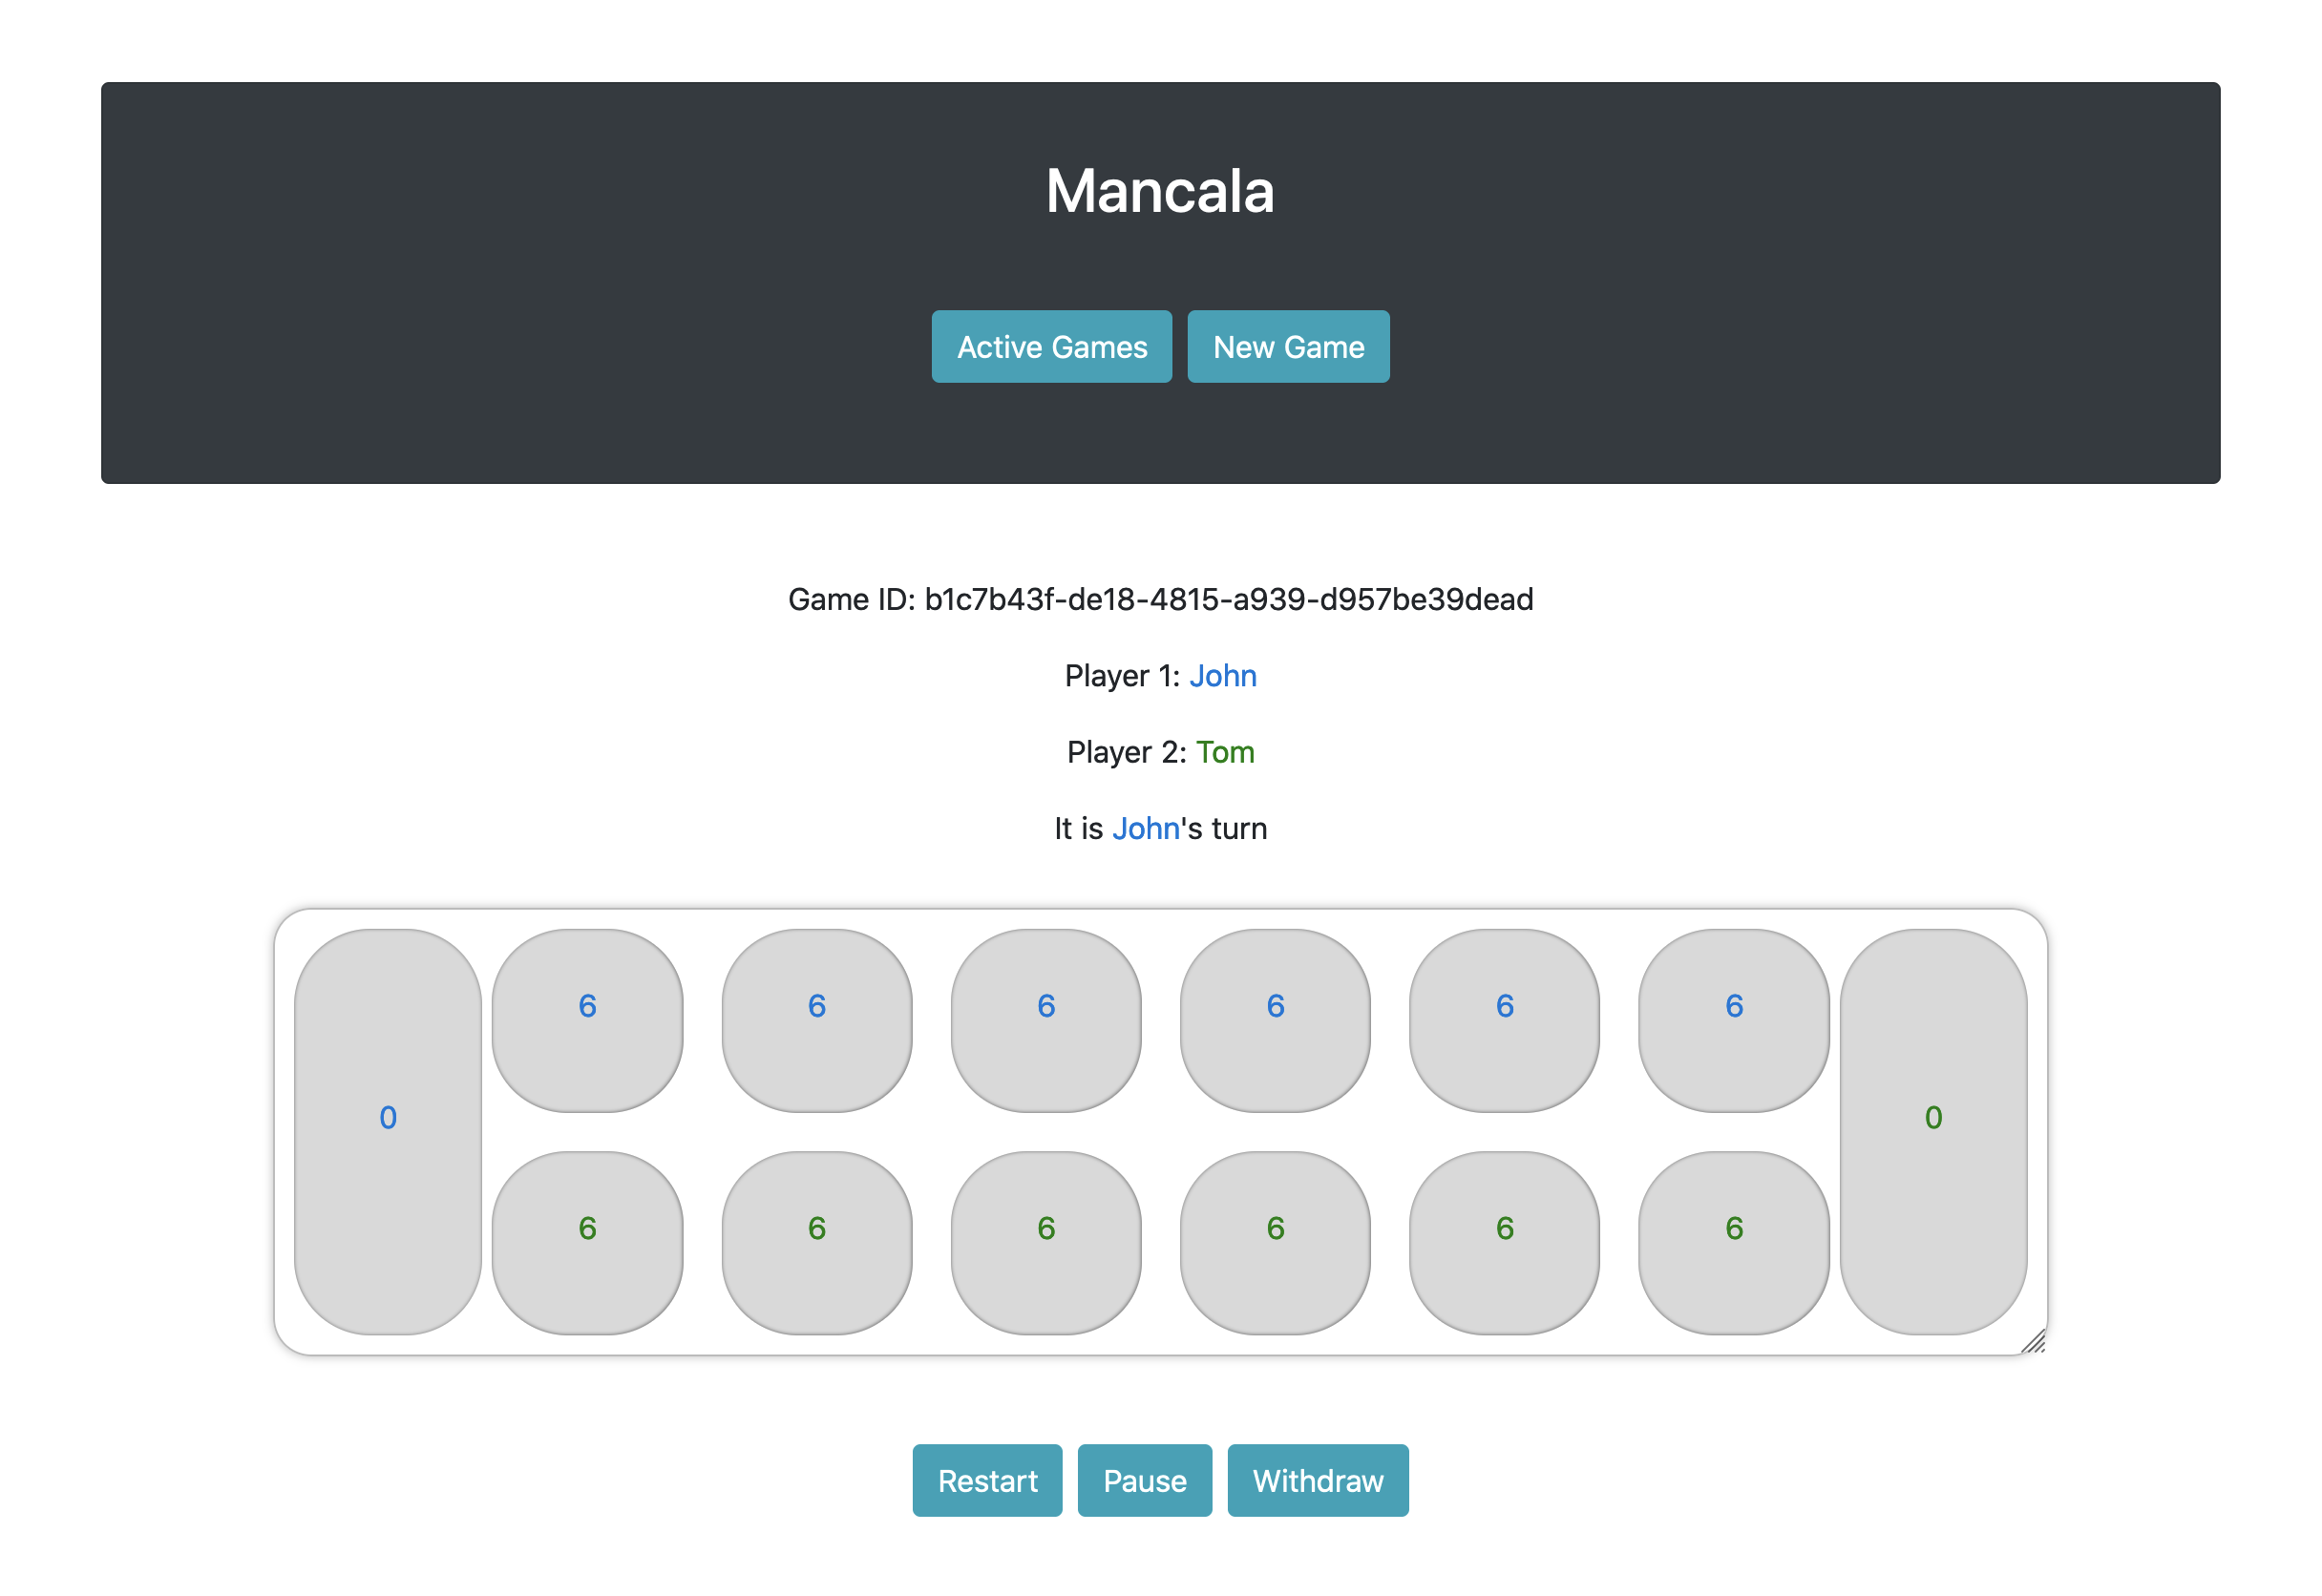 Mancala
Active Games New Game
Game ID: b1c7b43f-de18-4815-a939-d957be39dead
Player 1: John
Player 2: Tom
It is John's turn
6 6 6 6 6 6
0 0
6 6 6 6 6 6
Restart Pause Withdraw